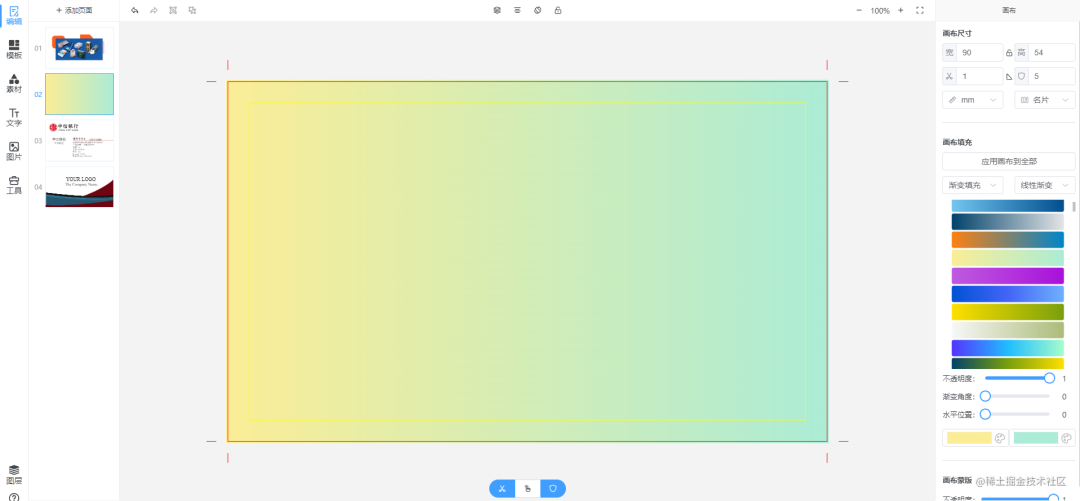 编辑
模板
素材
文字
图片
工具
图层
+ 添加页面
01
02
03
中信银行
04
YOUR LOGO
The Company Name
100%
画布
画布尺寸
宽 90 高 54
1 5
mm 名片
画布填充
应用画布到全部
渐变填充 线性渐变
不透明度: 1
渐变角度: 0
水平位置: 0
画布蒙版
不透明度: 1
@稀土掘金技术社区